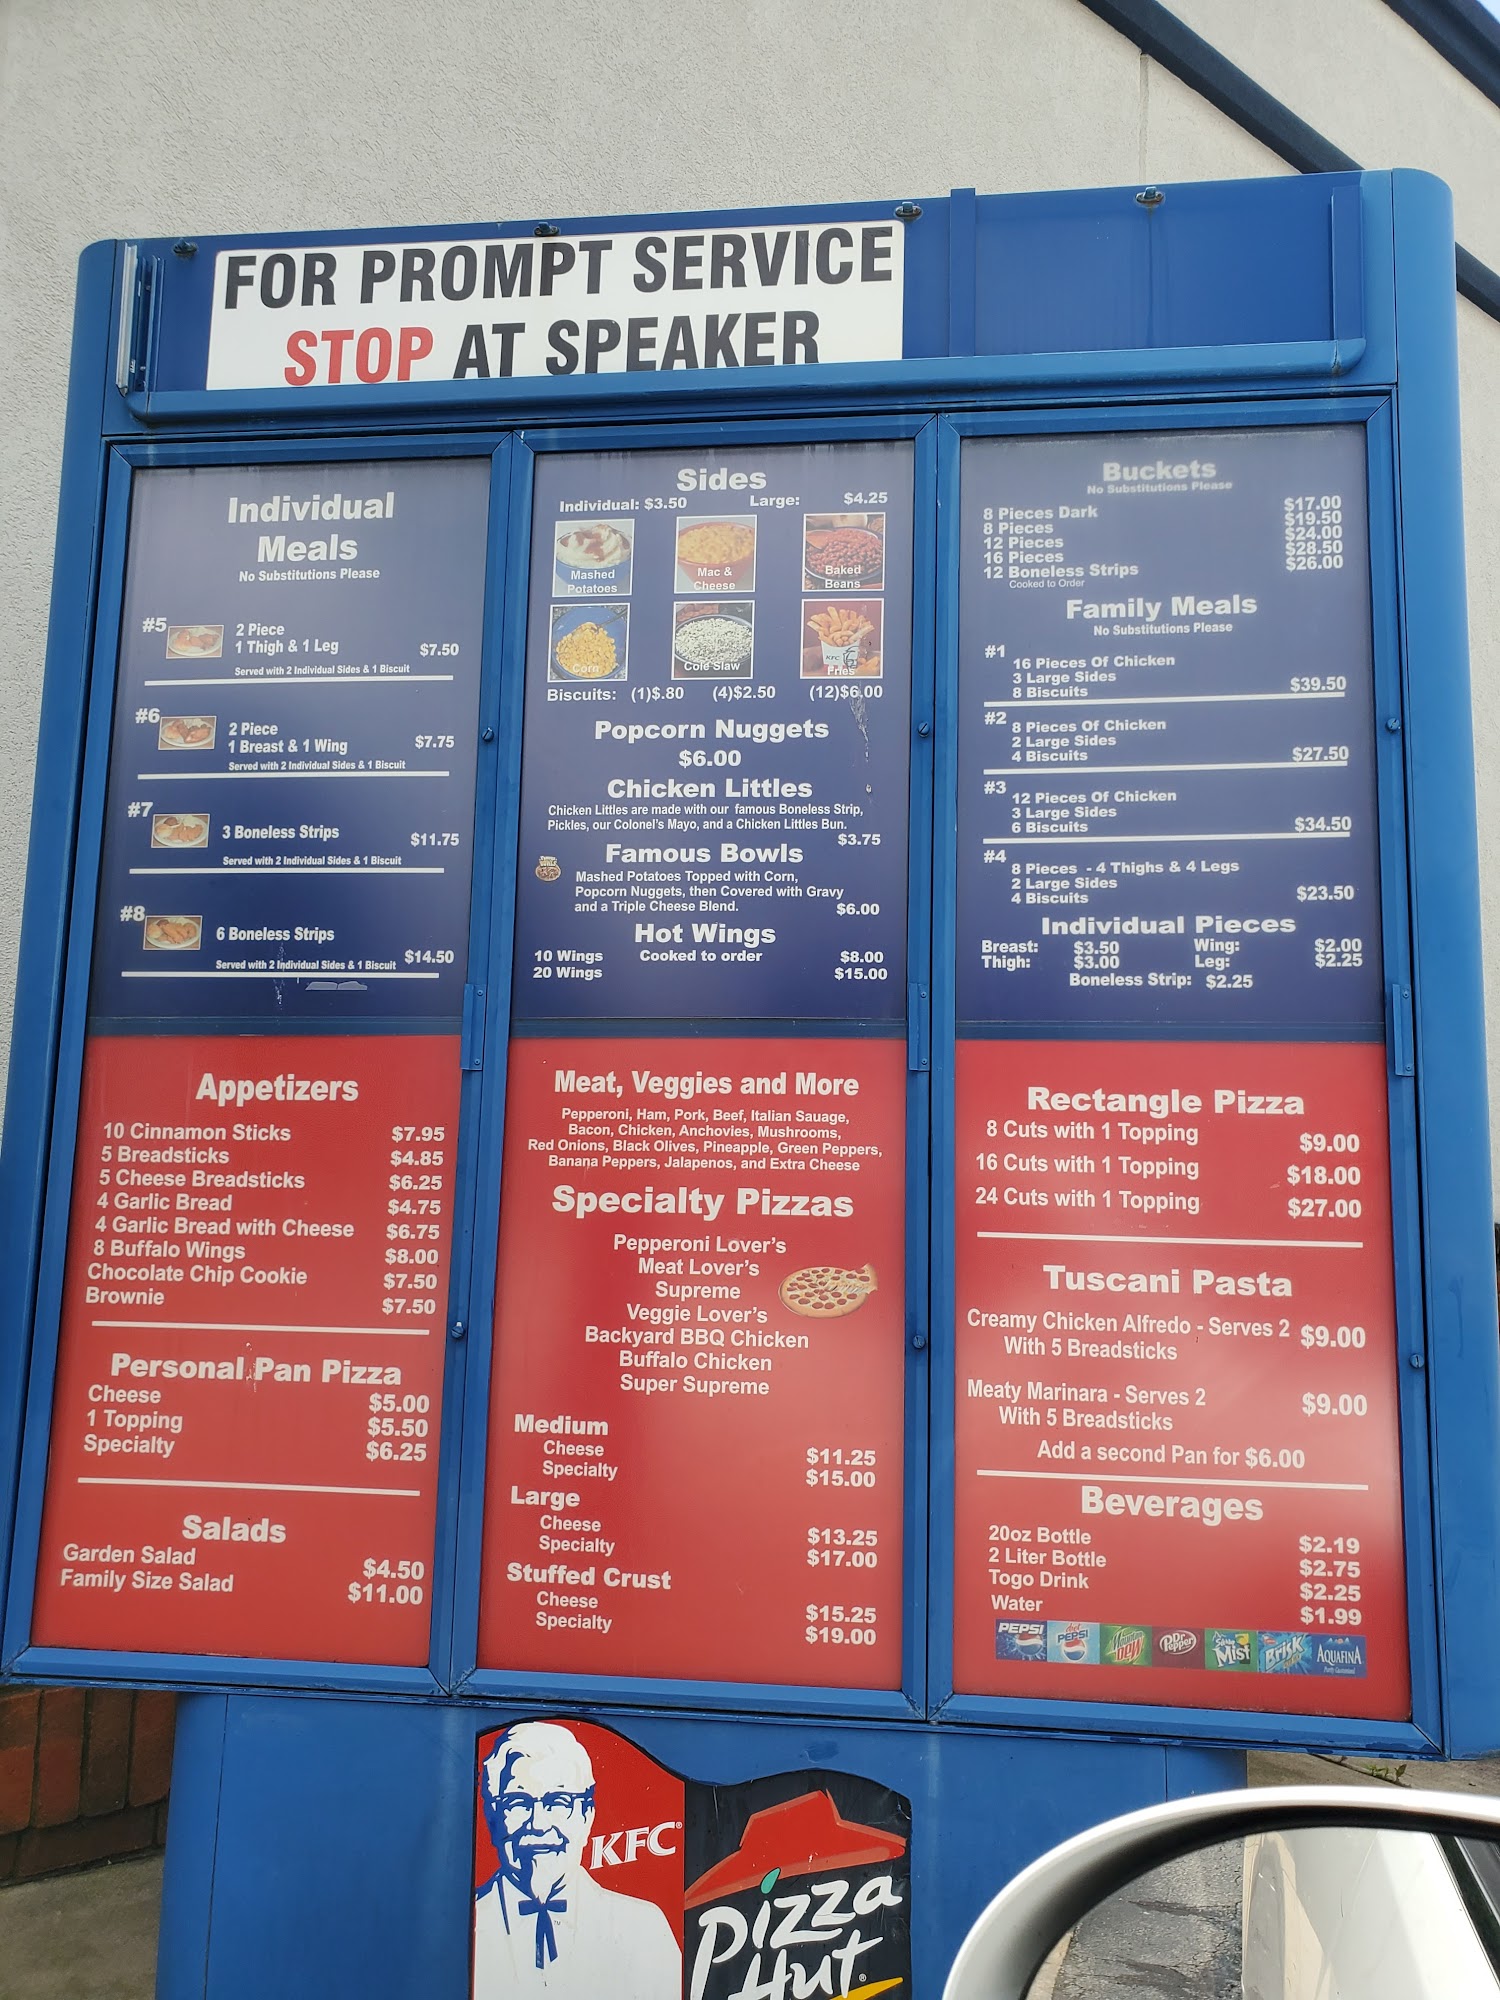 FOR PROMPT SERVICE
STOP AT SPEAKER
Individual
Meals
No Substitutions Please
#5
2 Piece
1 Thigh & 1 Leg $7.50
Served with 2 Individual Sides & 1 Biscuit
#6
2 Piece
1 Breast & 1 Wing $7.75
Served with 2 Individual Sides & 1 Biscuit
#7
3 Boneless Strips $11.75
Served with 2 Individual Sides & 1 Biscuit
#8
6 Boneless Strips $14.50
Served with 2 Individual Sides & 1 Biscuit
Appetizers
10 Cinnamon Sticks $7.95
5 Breadsticks $4.85
5 Cheese Breadsticks $6.25
4 Garlic Bread $4.75
4 Garlic Bread with Cheese $6.75
8 Buffalo Wings $8.00
Chocolate Chip Cookie $7.50
Brownie $7.50
Personal Pan Pizza
Cheese $5.00
1 Topping $5.50
Specialty $6.25
Salads
Garden Salad $4.50
Family Size Salad $11.00
Sides
Individual: $3.50 Large: $4.25
Mashed Potatoes
Mac & Cheese
Baked Beans
Corn
Cole Slaw
KFC
Fries
Biscuits: (1)$.80 (4)$2.50 (12)$6.00
Popcorn Nuggets
$6.00
Chicken Littles
Chicken Littles are made with our famous Boneless Strip,
Pickles, our Colonel's Mayo, and a Chicken Littles Bun.
$3.75
Famous Bowls
Mashed Potatoes Topped with Corn,
Popcorn Nuggets, then Covered with Gravy
and a Triple Cheese Blend. $6.00
Hot Wings
10 Wings Cooked to order $8.00
20 Wings $15.00
Meat, Veggies and More
Pepperoni, Ham, Pork, Beef, Italian Sauage,
Bacon, Chicken, Anchovies, Mushrooms,
Red Onions, Black Olives, Pineapple, Green Peppers,
Banana Peppers, Jalapenos, and Extra Cheese
Specialty Pizzas
Pepperoni Lover's
Meat Lover's
Supreme
Veggie Lover's
Backyard BBQ Chicken
Buffalo Chicken
Super Supreme
Medium
Cheese $11.25
Specialty $15.00
Large
Cheese $13.25
Specialty $17.00
Stuffed Crust
Cheese $15.25
Specialty $19.00
Buckets
No Substitutions Please
8 Pieces Dark $17.00
8 Pieces $19.50
12 Pieces $24.00
16 Pieces $28.50
12 Boneless Strips $26.00
Cooked to Order
Family Meals
No Substitutions Please
#1
16 Pieces Of Chicken
3 Large Sides
8 Biscuits $39.50
#2
8 Pieces Of Chicken
2 Large Sides
4 Biscuits $27.50
#3
12 Pieces Of Chicken
3 Large Sides
6 Biscuits $34.50
#4
8 Pieces - 4 Thighs & 4 Legs
2 Large Sides
4 Biscuits $23.50
Individual Pieces
Breast: $3.50 Wing: $2.00
Thigh: $3.00 Leg: $2.25
Boneless Strip: $2.25
Rectangle Pizza
8 Cuts with 1 Topping $9.00
16 Cuts with 1 Topping $18.00
24 Cuts with 1 Topping $27.00
Tuscani Pasta
Creamy Chicken Alfredo - Serves 2 $9.00
With 5 Breadsticks
Meaty Marinara - Serves 2 $9.00
With 5 Breadsticks
Add a second Pan for $6.00
Beverages
20oz Bottle $2.19
2 Liter Bottle $2.75
Togo Drink $2.25
Water $1.99
PEPSI diet PEPSI Mountain Dew Dr Pepper Sierra Mist Brisk AQUAFINA
KFC
Pizza
Hut